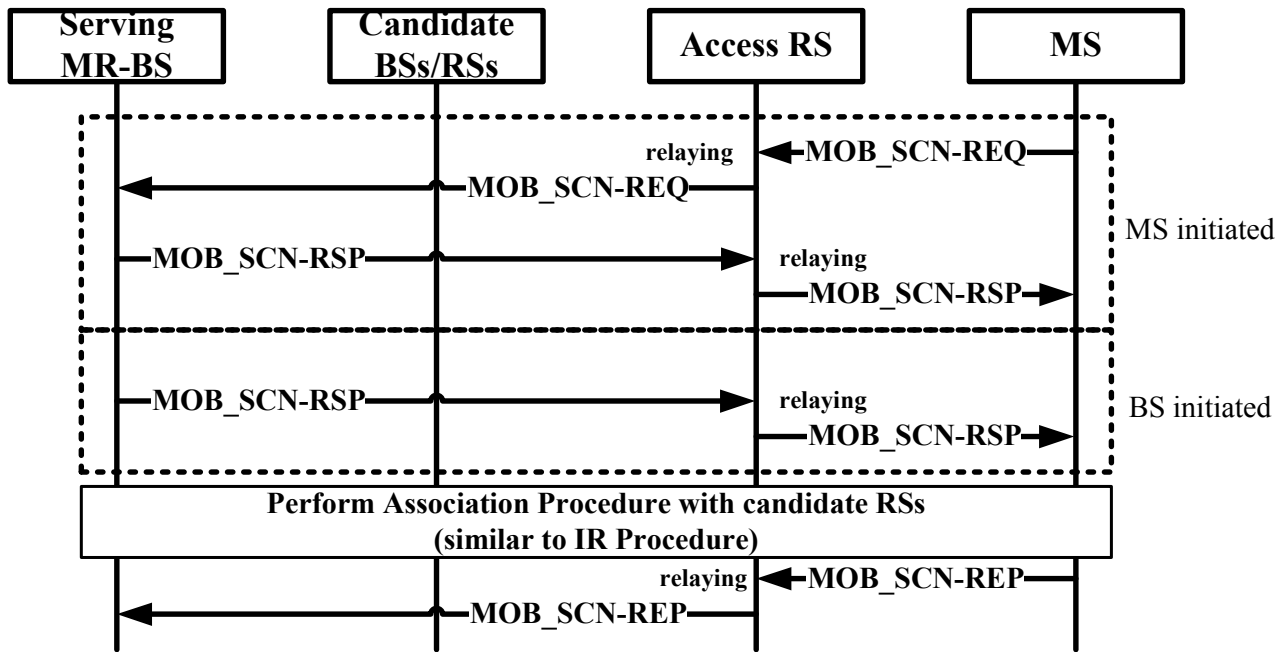 Serving
MR-BS
Candidate
BSs/RSs
Access RS
MS
relaying
MOB_SCN-REQ
MOB_SCN-REQ
MS initiated
MOB_SCN-RSP
relaying
MOB_SCN-RSP
MOB_SCN-RSP
relaying
BS initiated
MOB_SCN-RSP
Perform Association Procedure with candidate RSs
(similar to IR Procedure)
relaying
MOB_SCN-REP
MOB_SCN-REP